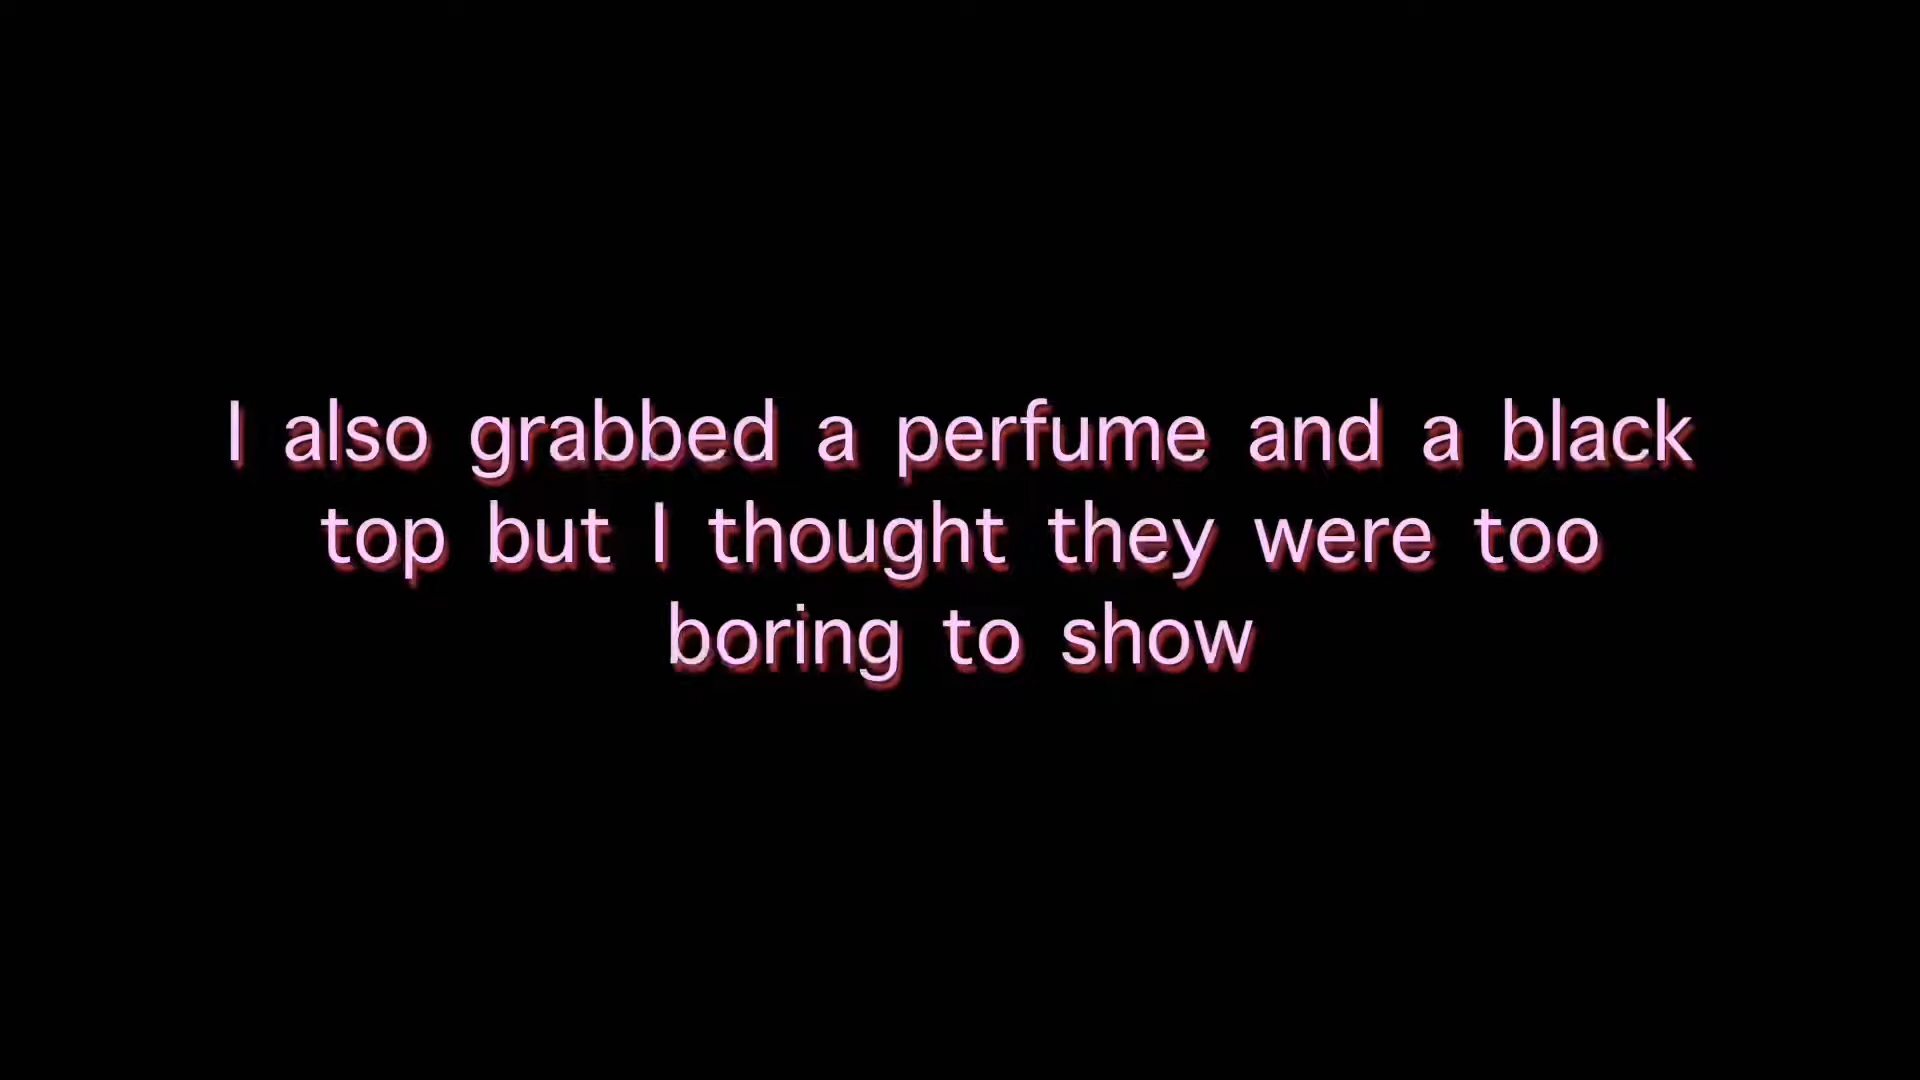 I also grabbed a perfume and a black
top but I thought they were too
boring to show